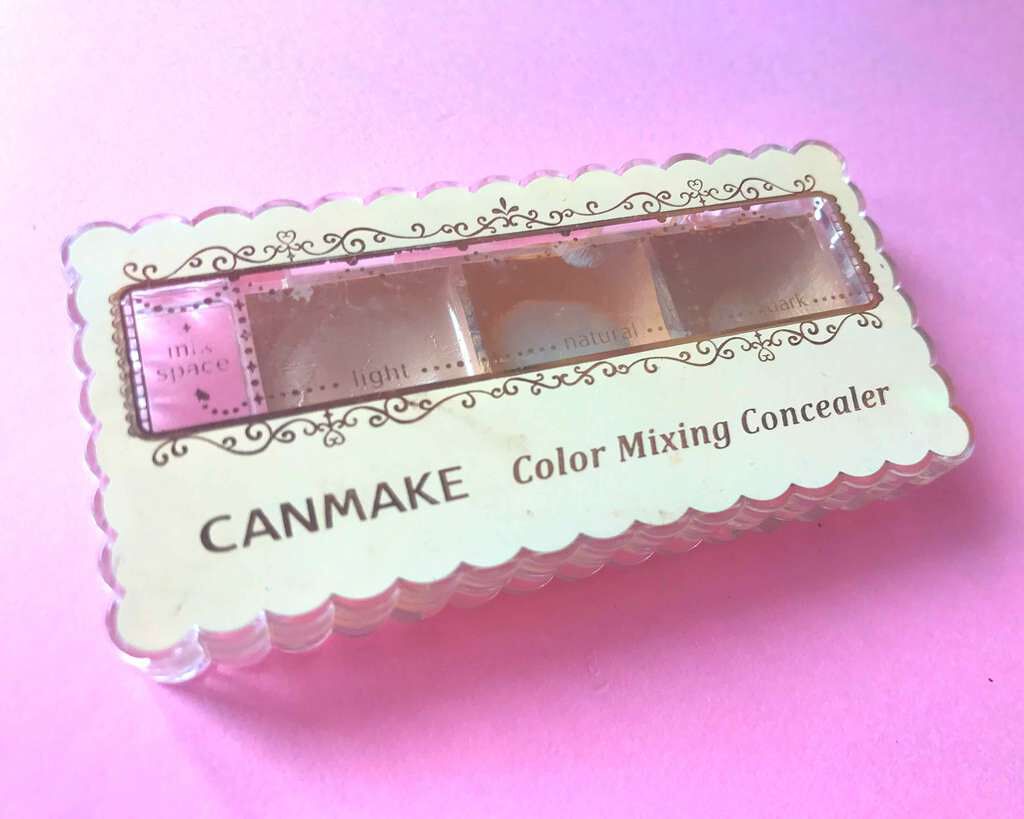 mix
space
light
natural
dark
CANMAKE
Color Mixing Concealer